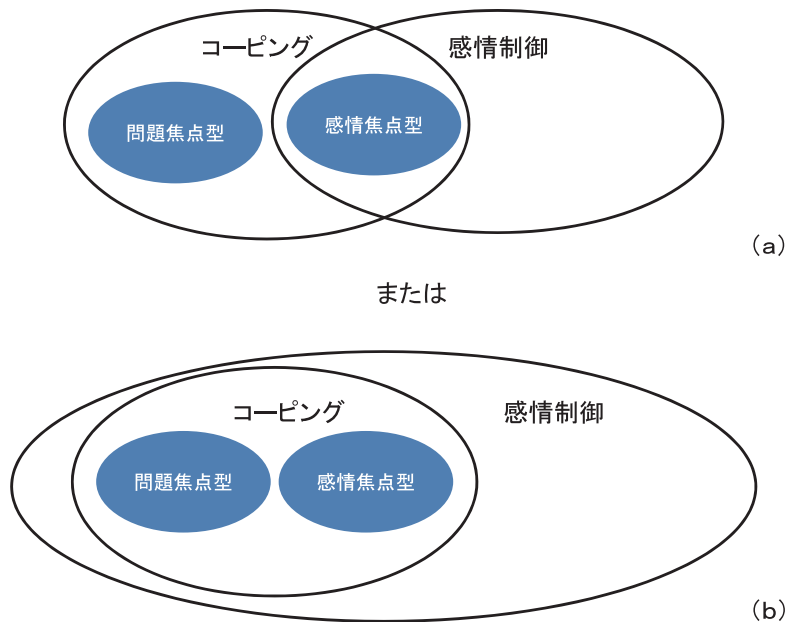 コーピング
感情制御
問題焦点型
感情焦点型
（a）
または
コーピング
感情制御
問題焦点型
感情焦点型
（b）